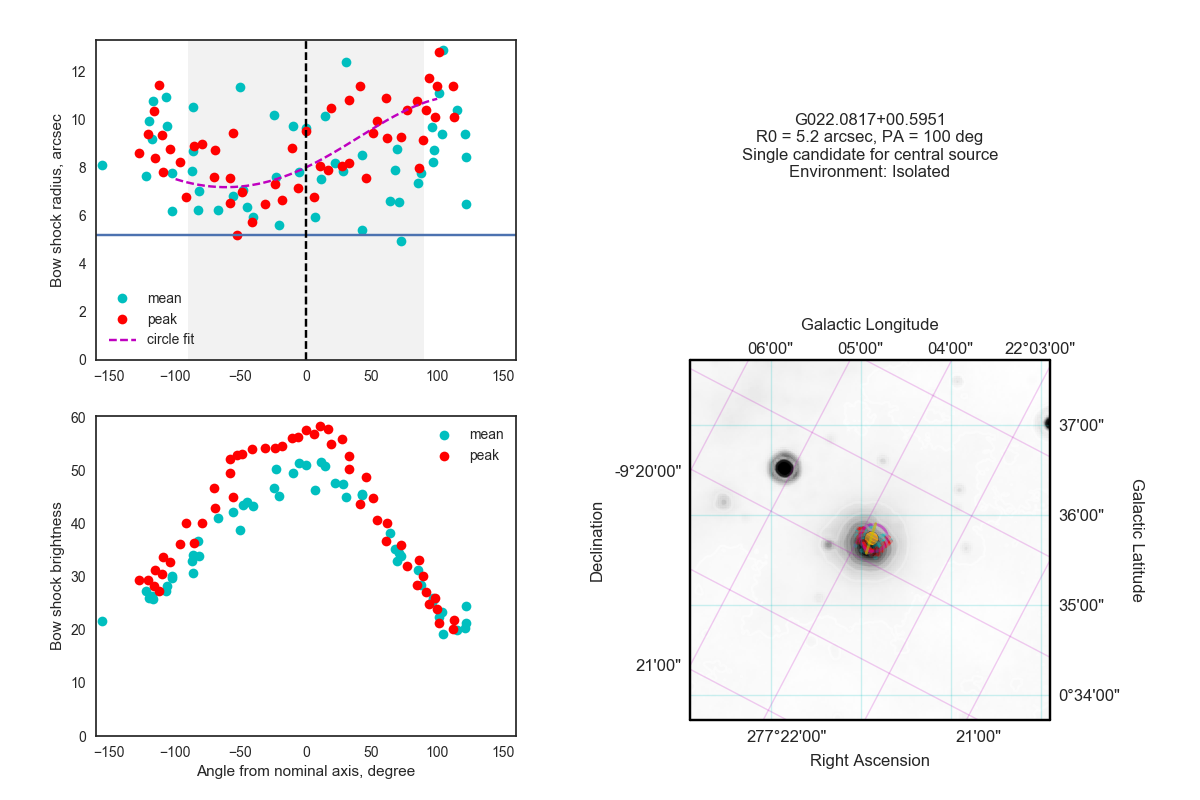 Bow shock radius, arcsec
12
10
8
6
4
2
0
mean
peak
circle fit
−150 −100 −50 0 50 100 150
G022.0817+00.5951
R0 = 5.2 arcsec, PA = 100 deg
Single candidate for central source
Environment: Isolated
Bow shock brightness
60
50
40
30
20
10
0
mean
peak
−150 −100 −50 0 50 100 150
Angle from nominal axis, degree
Galactic Longitude
06'00" 05'00" 04'00" 22°03'00"
Declination
-9°20'00"
21'00"
37'00"
36'00"
35'00"
0°34'00"
Galactic Latitude
277°22'00" 21'00"
Right Ascension